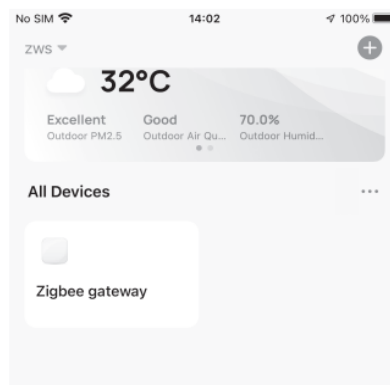 No SIM 14:02 100%
ZWS
32°C
Excellent Good 70.0%
Outdoor PM2.5 Outdoor Air Qu... Outdoor Humid...
All Devices
Zigbee gateway